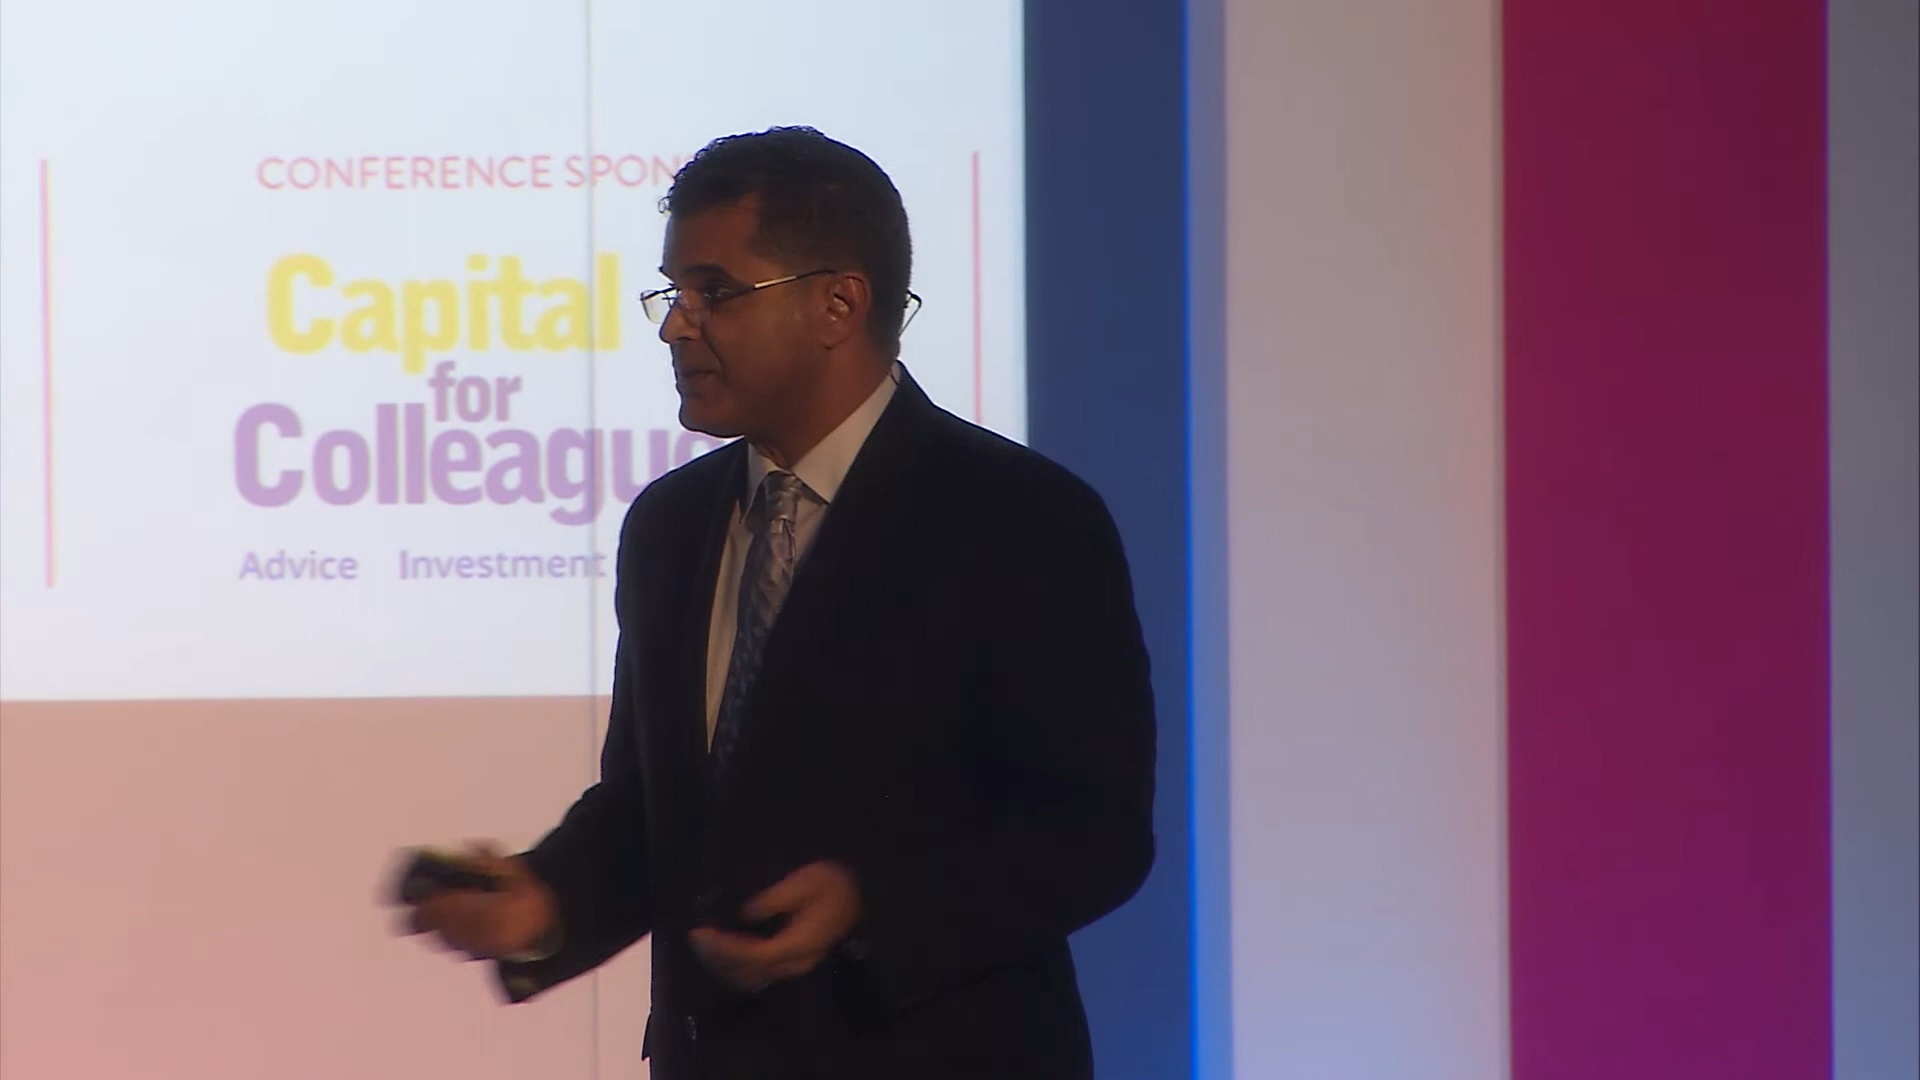 CONFERENCE SPON
Capital
for
Colleagu
Advice Investment